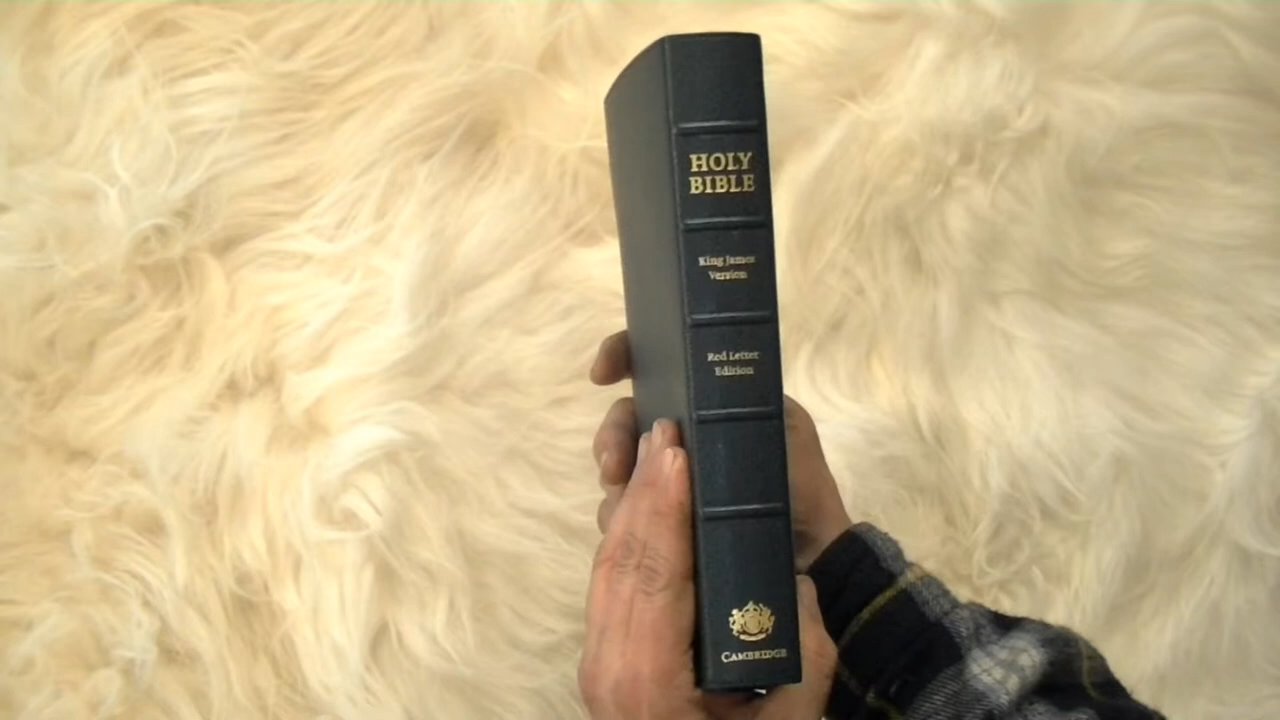 HOLY
BIBLE
King James
Version
Red Letter
Edition
CAMBRIDGE